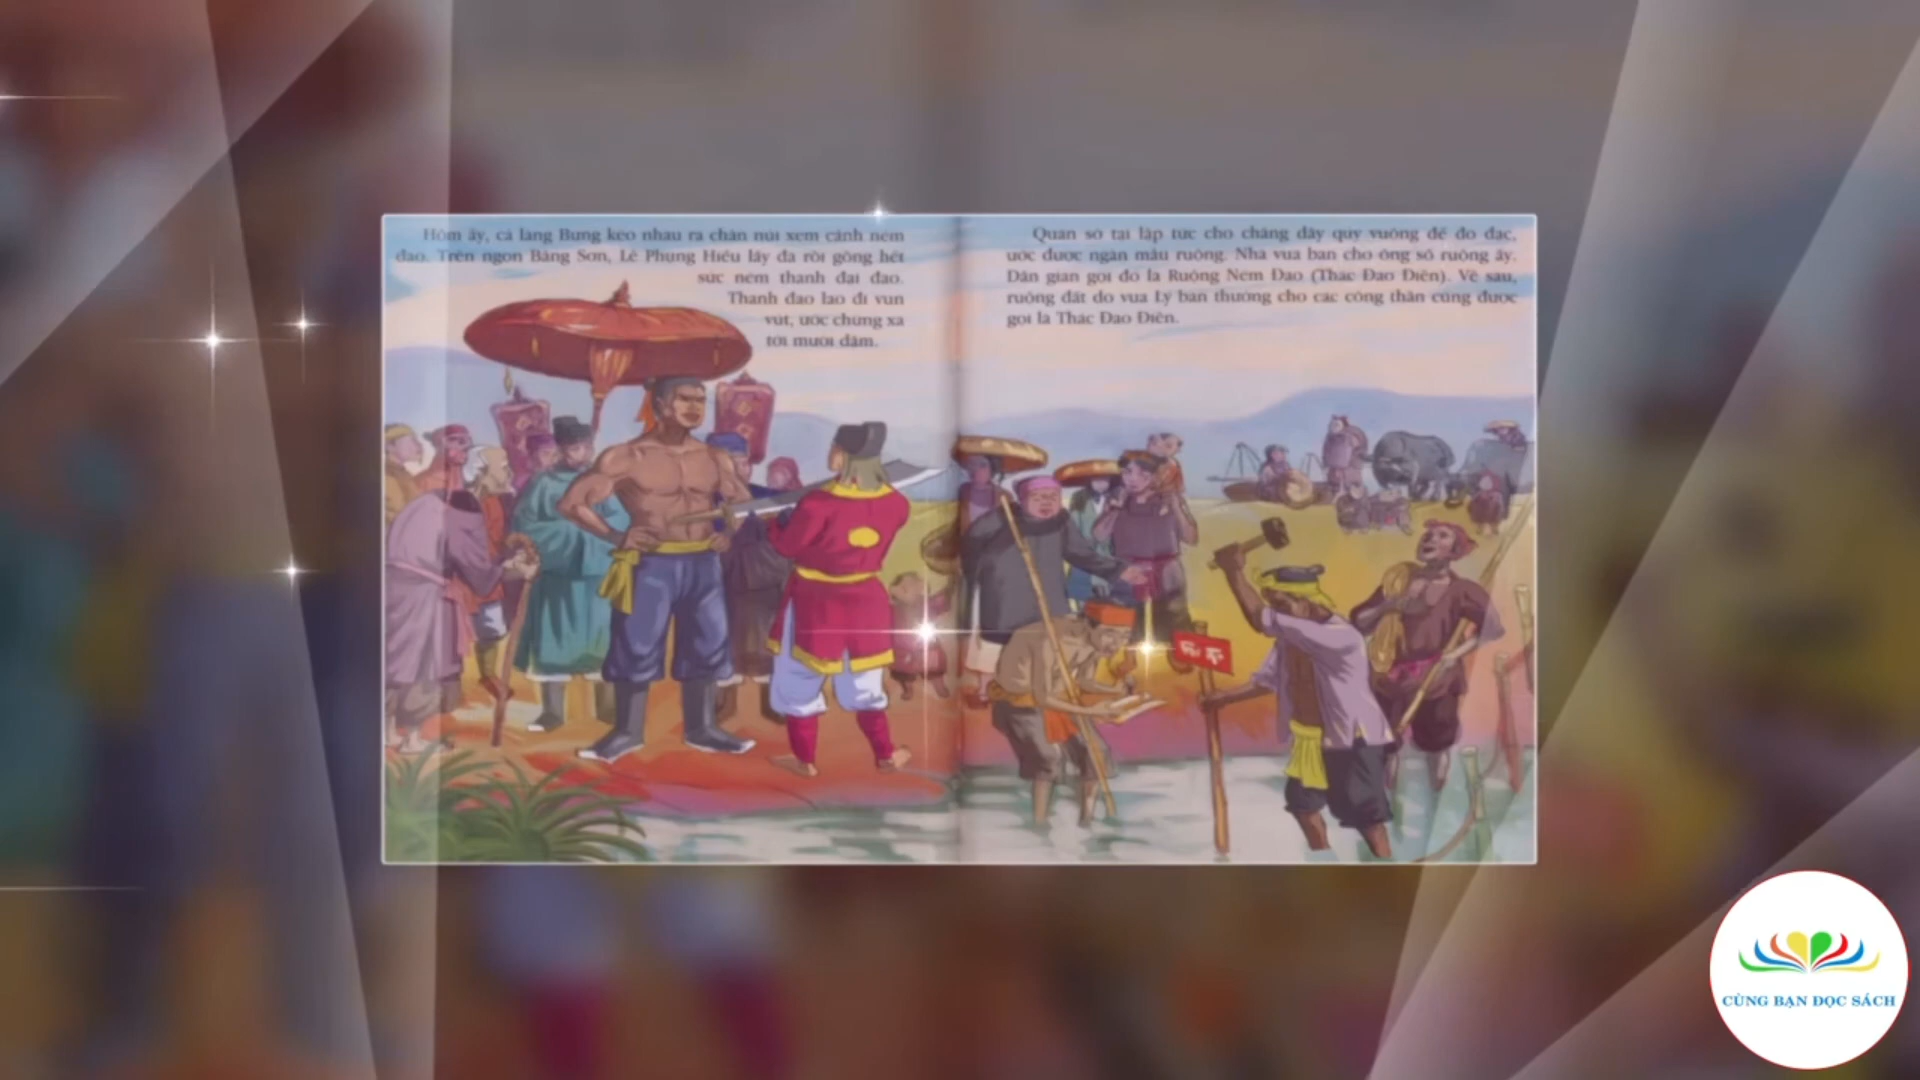 Hôm ấy, cả làng Bưng kéo nhau ra chân núi xem cảnh ném
đao. Trên ngọn Băng Sơn, Lê Phụng Hiểu lấy đà rồi gồng hết
sức ném thanh đại đao.
Thanh đao lao đi vun
vút, ước chừng xa
tới mười dặm.
Quan sở tại lập tức cho chăng dây quy vuông để đo đạc,
ước được ngàn mẫu ruộng. Nhà vua ban cho ông số ruộng ấy.
Dân gian gọi đó là Ruộng Ném Đao (Thác Đao Điền). Về sau,
ruộng đất do vua Lý ban thưởng cho các công thần cũng được
gọi là Thác Đao Điền.
CÙNG BẠN ĐỌC SÁCH